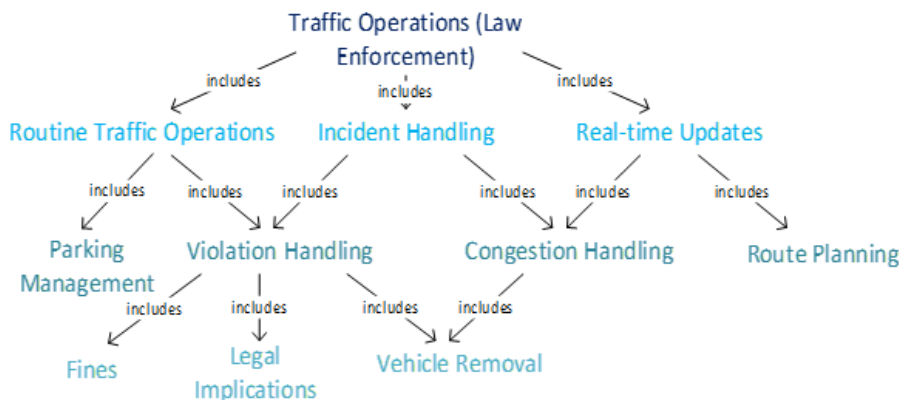 Traffic Operations (Law
Enforcement)
includes
includes
includes
Routine Traffic Operations
Incident Handling
Real-time Updates
includes
includes
includes
includes
includes
includes
Parking
Management
Violation Handling
Congestion Handling
Route Planning
includes
includes
includes
includes
Fines
Legal
Implications
Vehicle Removal